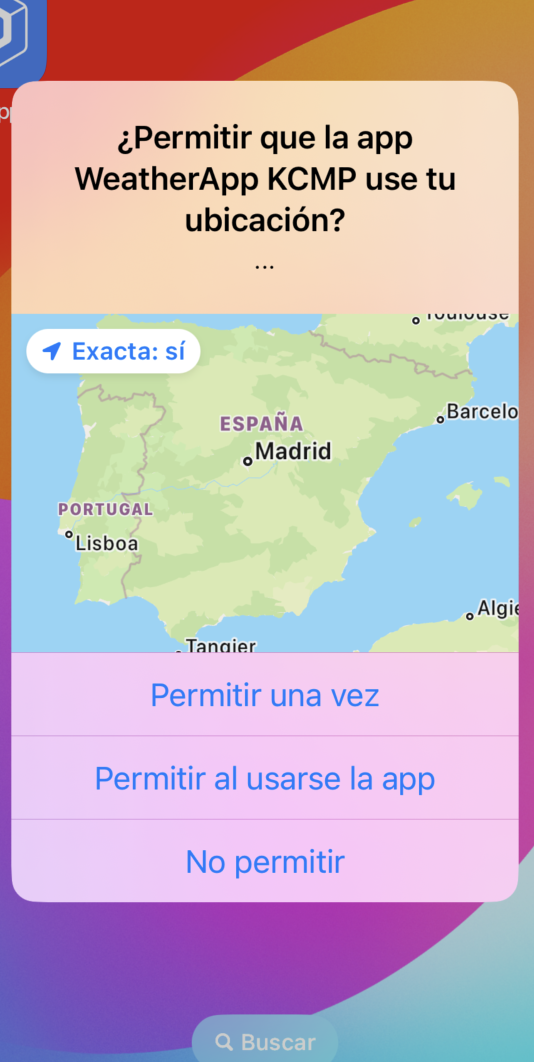 ¿Permitir que la app
WeatherApp KCMP use tu
ubicación?
...
Exacta: sí
Toulouse
Barcelo
ESPAÑA
Madrid
PORTUGAL
Lisboa
Algie
Tangier
Permitir una vez
Permitir al usarse la app
No permitir
Buscar